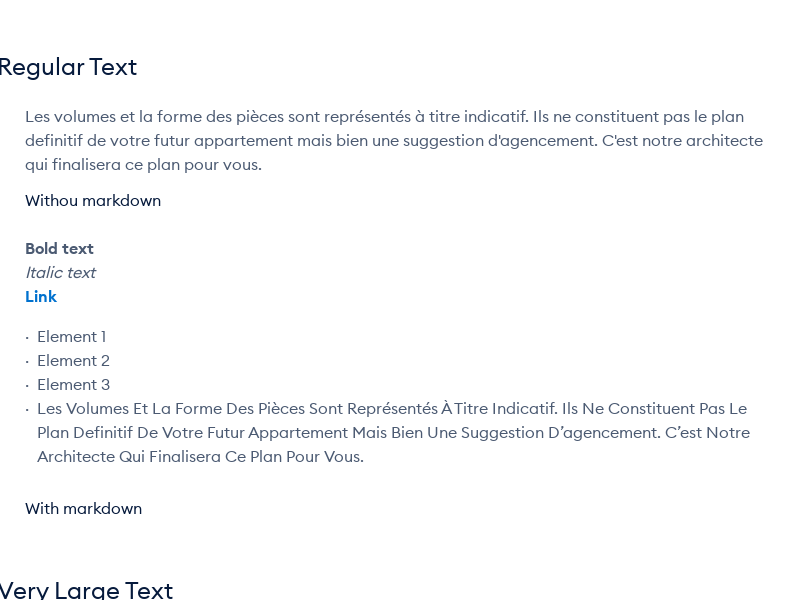 Regular Text
Les volumes et la forme des pièces sont représentés à titre indicatif. Ils ne constituent pas le plan
definitif de votre futur appartement mais bien une suggestion d'agencement. C'est notre architecte
qui finalisera ce plan pour vous.
Withou markdown
Bold text
Italic text
Link
· Element 1
· Element 2
· Element 3
· Les Volumes Et La Forme Des Pièces Sont Représentés À Titre Indicatif. Ils Ne Constituent Pas Le
Plan Definitif De Votre Futur Appartement Mais Bien Une Suggestion D’agencement. C’est Notre
Architecte Qui Finalisera Ce Plan Pour Vous.
With markdown
Very Large Text